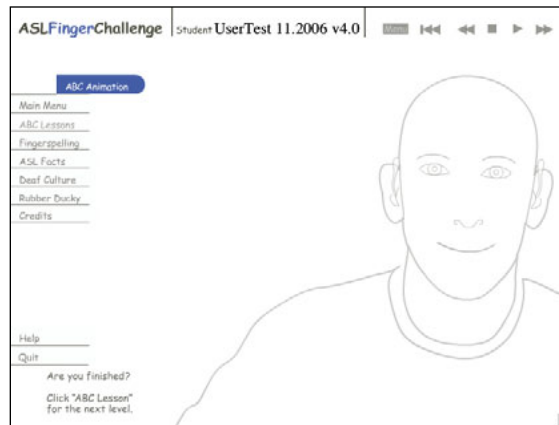 ASLFingerChallenge Student UserTest 11.2006 v4.0 Menu
ABC Animation
Main Menu
ABC Lessons
Fingerspelling
ASL Facts
Deaf Culture
Rubber Ducky
Credits
Help
Quit
Are you finished?
Click "ABC Lesson"
for the next level.